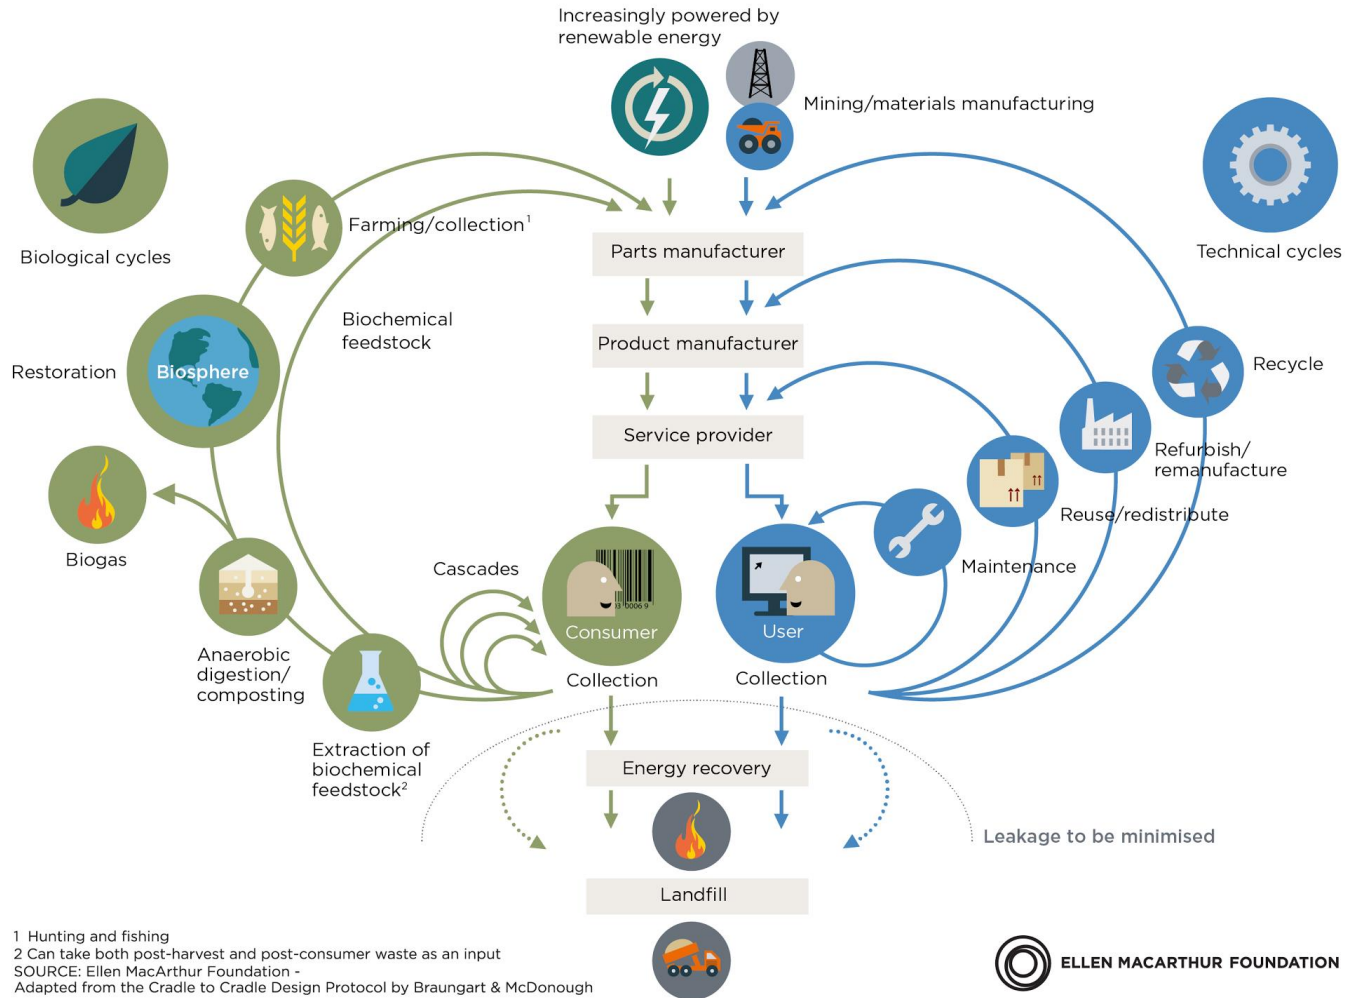 Increasingly powered by
renewable energy
Mining/materials manufacturing
Biological cycles
Technical cycles
Farming/collection¹
Parts manufacturer
Biochemical
feedstock
Product manufacturer
Restoration
Biosphere
Recycle
Service provider
Refurbish/
remanufacture
Reuse/redistribute
Biogas
Maintenance
Cascades
03 0006 9
Consumer
User
Anaerobic
digestion/
composting
Collection
Collection
Extraction of
biochemical
feedstock²
Energy recovery
Leakage to be minimised
Landfill
1 Hunting and fishing
2 Can take both post-harvest and post-consumer waste as an input
SOURCE: Ellen MacArthur Foundation -
Adapted from the Cradle to Cradle Design Protocol by Braungart & McDonough
ELLEN MACARTHUR FOUNDATION